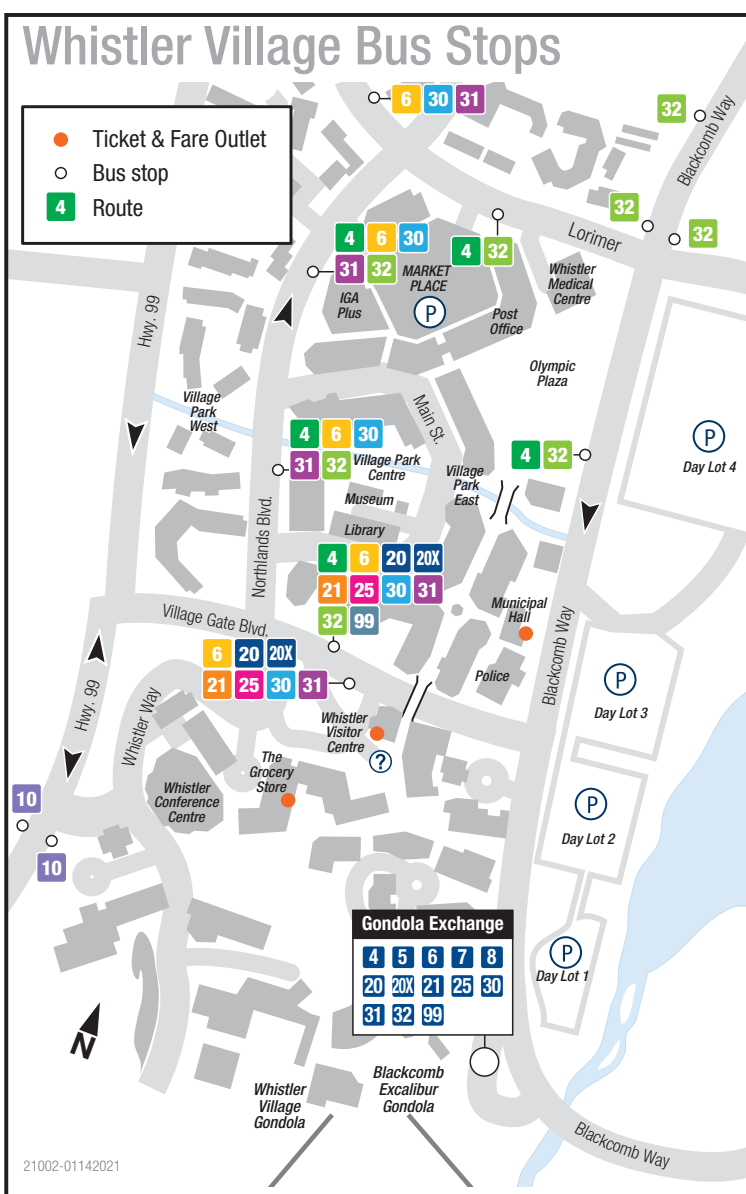 Whistler Village Bus Stops
Ticket & Fare Outlet
Bus stop
4 Route
6 30 31
32
Blackcomb Way
32
32
Lorimer
4 6 30
31 32
MARKET
PLACE
P
4 32
IGA
Plus
Post
Office
Whistler
Medical
Centre
Olympic
Plaza
Hwy. 99
Village
Park
West
Main St.
4 6 30
31 32
Village Park
Centre
Museum
Library
Village
Park
East
4 32
P
Day Lot 4
Northlands Blvd.
4 6 20 20X
21 25 30 31
32 99
Village Gate Blvd.
6 20 20X
21 25 30 31
Municipal
Hall
Police
Blackcomb Way
P
Day Lot 3
Hwy. 99
Whistler Way
Whistler
Visitor
Centre
?
The
Grocery
Store
Whistler
Conference
Centre
P
Day Lot 2
10
10
Gondola Exchange
4 5 6 7 8
20 20X 21 25 30
31 32 99
P
Day Lot 1
N
Whistler
Village
Gondola
Blackcomb
Excalibur
Gondola
Blackcomb Way
21002-01142021